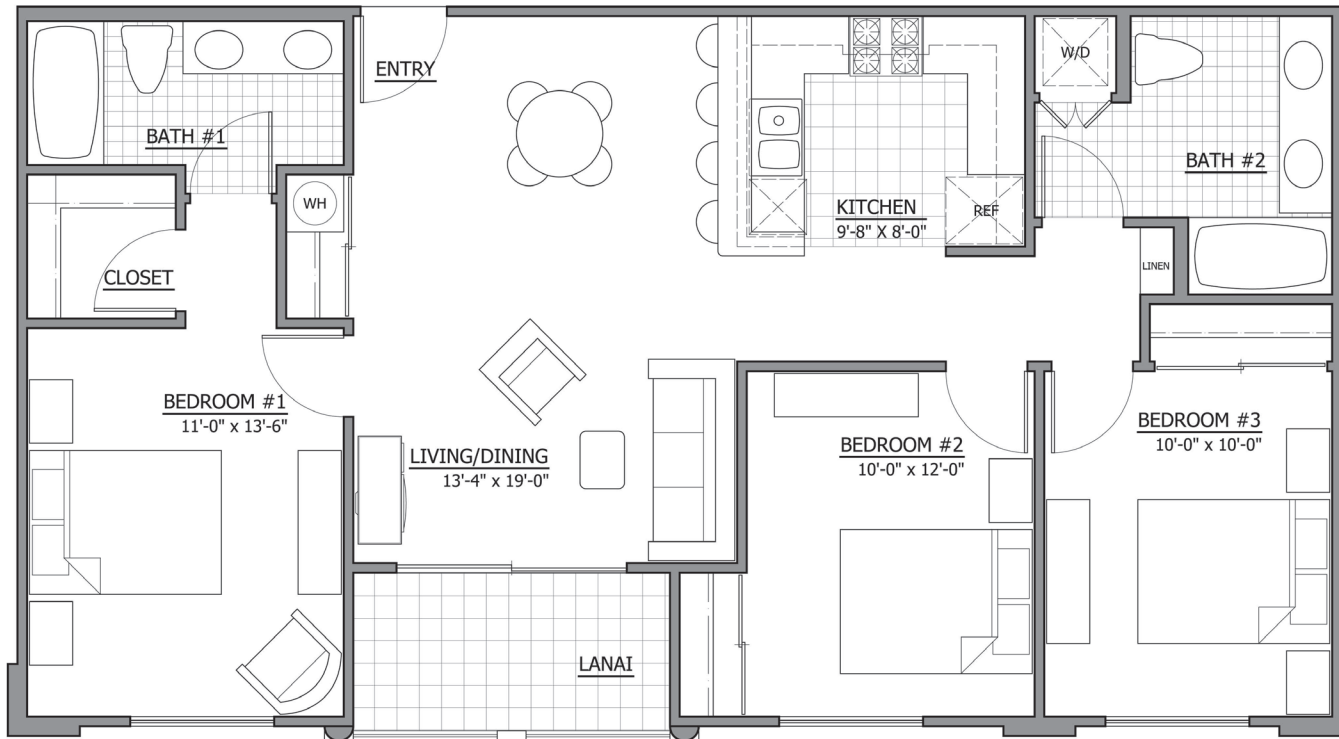 ENTRY
W/D
BATH #1
BATH #2
WH
KITCHEN
9'-8" X 8'-0"
REF
CLOSET
LINEN
BEDROOM #1
11'-0" x 13'-6"
LIVING/DINING
13'-4" x 19'-0"
BEDROOM #2
10'-0" x 12'-0"
BEDROOM #3
10'-0" x 10'-0"
LANAI